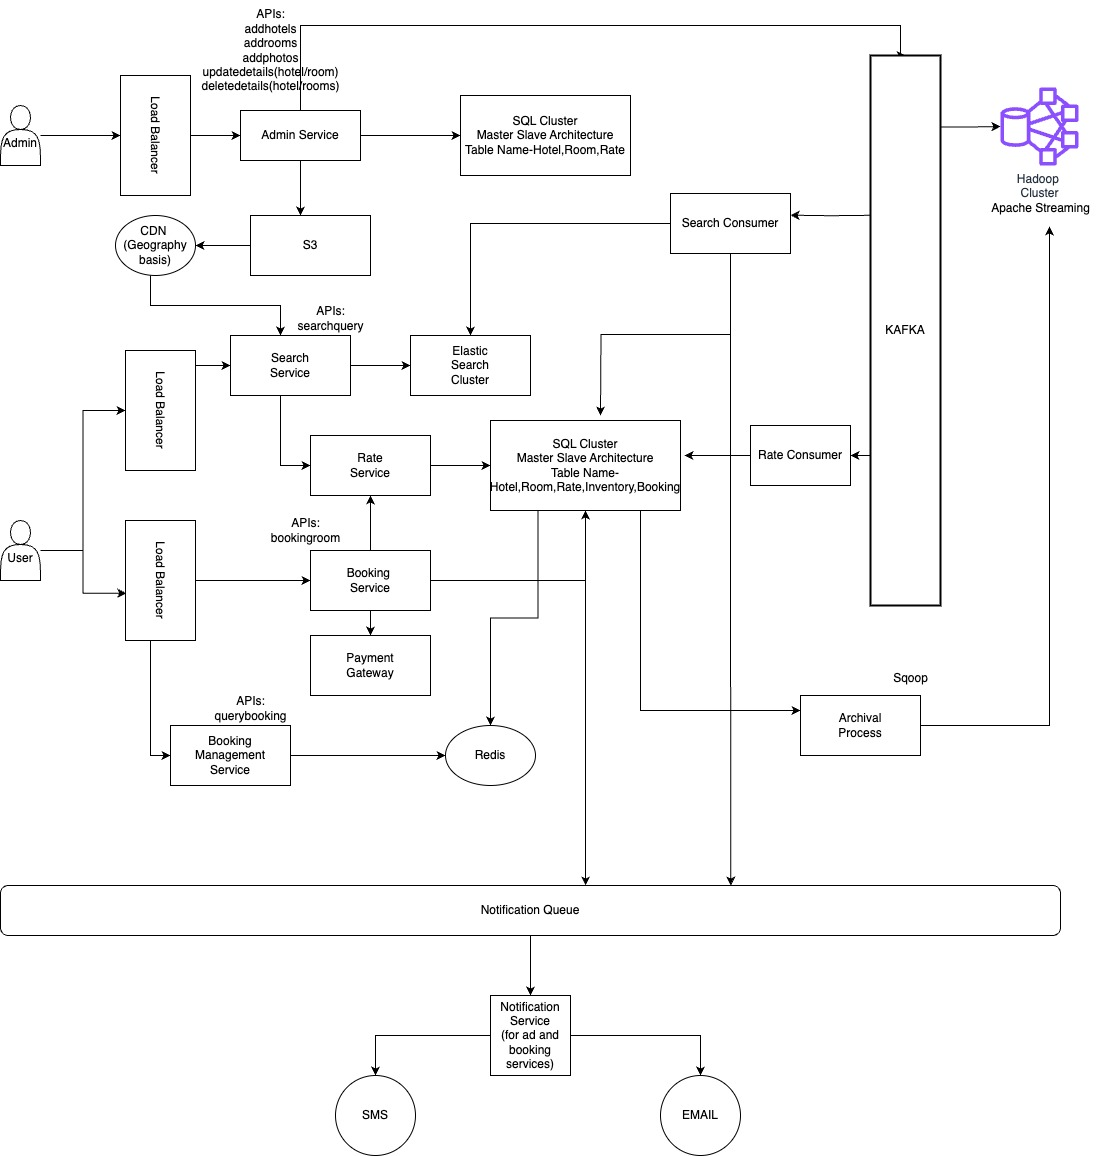 APIs:
addhotels
addrooms
addphotos
updatedetails(hotel/room)
deletedetails(hotel/rooms)
Admin
Load Balancer
Admin Service
SQL Cluster
Master Slave Architecture
Table Name-Hotel,Room,Rate
Hadoop
Cluster
Apache Streaming
CDN
(Geography
basis)
S3
Search Consumer
KAFKA
APIs:
searchquery
Load Balancer
Search
Service
Elastic
Search
Cluster
Rate
Service
SQL Cluster
Master Slave Architecture
Table Name-
Hotel,Room,Rate,Inventory,Booking
Rate Consumer
User
Load Balancer
APIs:
bookingroom
Booking
Service
Payment
Gateway
APIs:
querybooking
Booking
Management
Service
Redis
Sqoop
Archival
Process
Notification Queue
Notification
Service
(for ad and
booking
services)
SMS
EMAIL